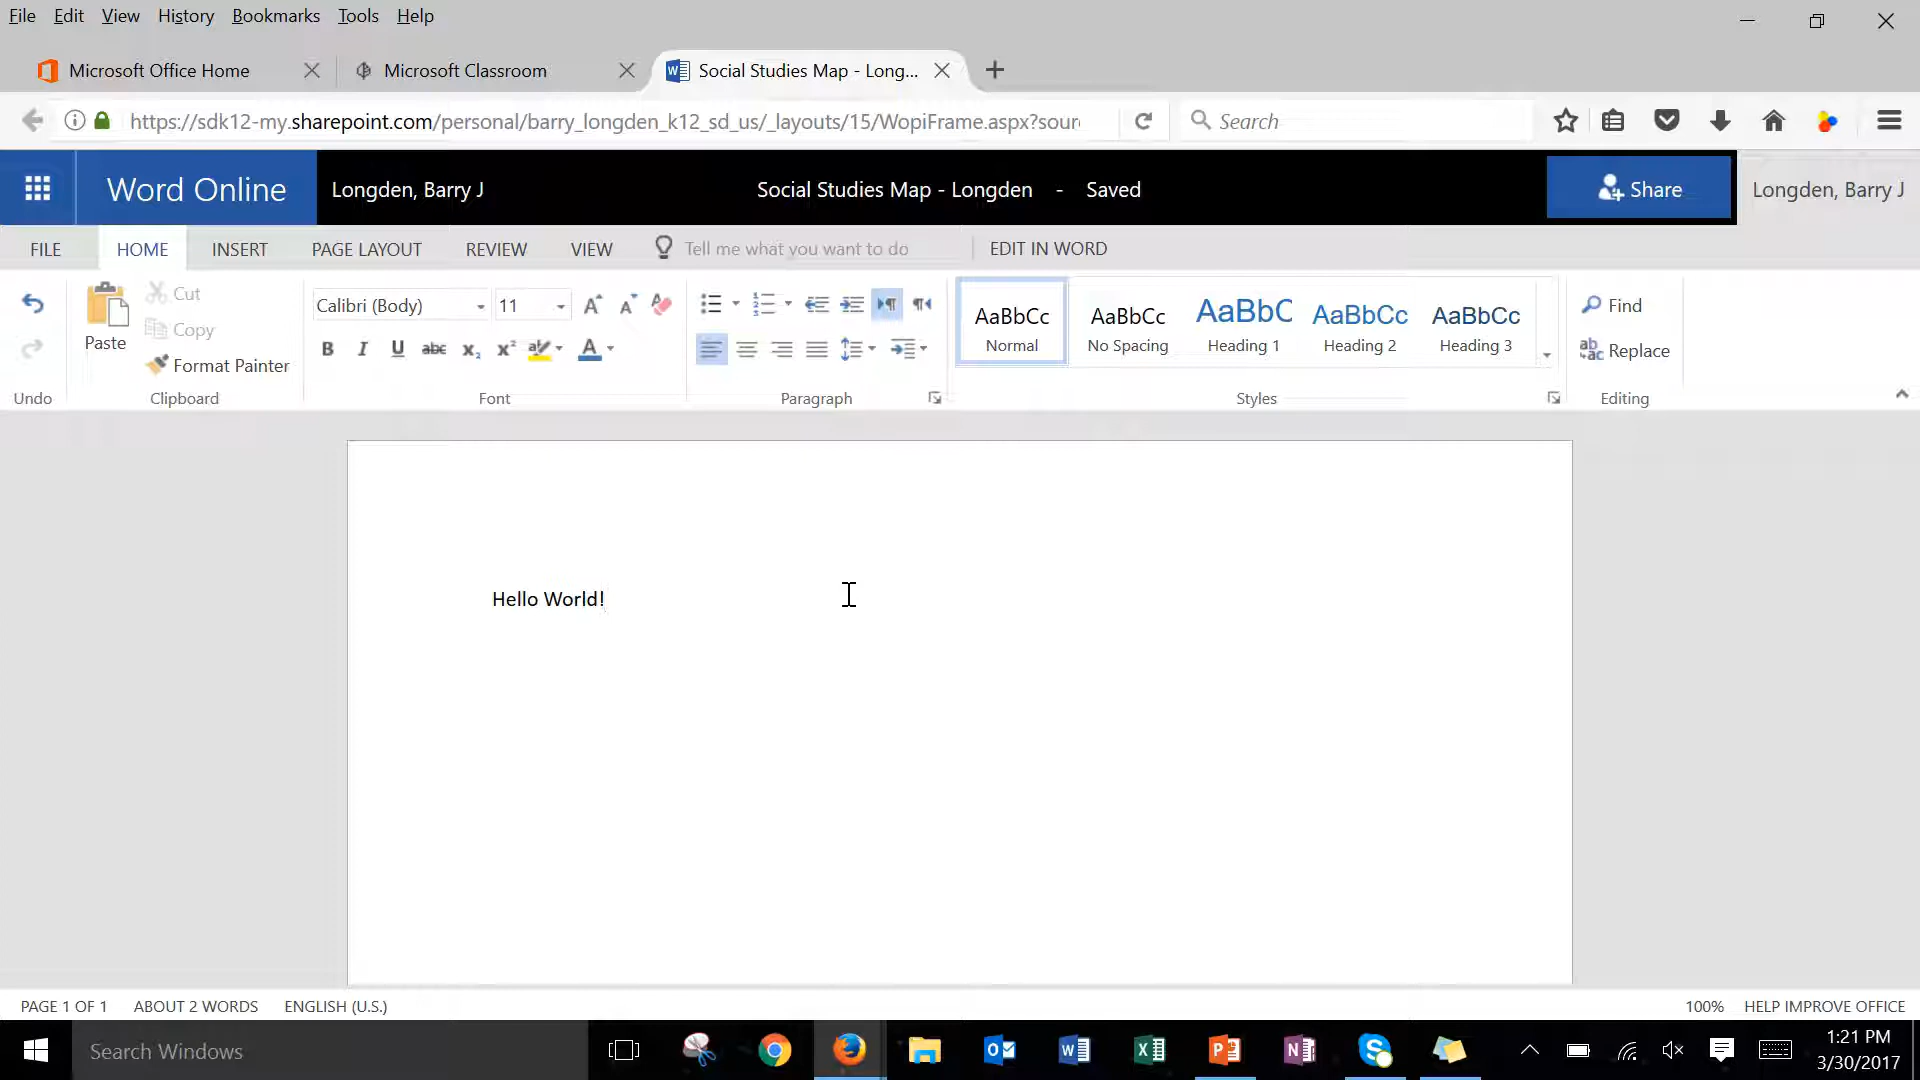 File Edit View History Bookmarks Tools Help
Microsoft Office Home Microsoft Classroom Social Studies Map - Long...
https://sdk12-my.sharepoint.com/personal/barry_longden_k12_sd_us/_layouts/15/WopiFrame.aspx?sour Search
Word Online Longden, Barry J Social Studies Map - Longden - Saved Share Longden, Barry J
FILE HOME INSERT PAGE LAYOUT REVIEW VIEW Tell me what you want to do EDIT IN WORD
Cut
Calibri (Body) 11
Find
Copy
Paste
AaBbCc AaBbCc AaBbC AaBbCc AaBbCc
Normal No Spacing Heading 1 Heading 2 Heading 3
Replace
Format Painter
B I U abc x₂ x² A
Undo Clipboard Font Paragraph Styles Editing
Hello World!
PAGE 1 OF 1 ABOUT 2 WORDS ENGLISH (U.S.) 100% HELP IMPROVE OFFICE
Search Windows
1:21 PM
3/30/2017